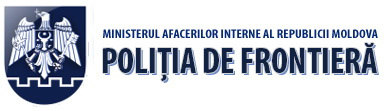 MINISTERUL AFACERILOR INTERNE AL REPUBLICII MOLDOVA
POLIȚIA DE FRONTIERĂ